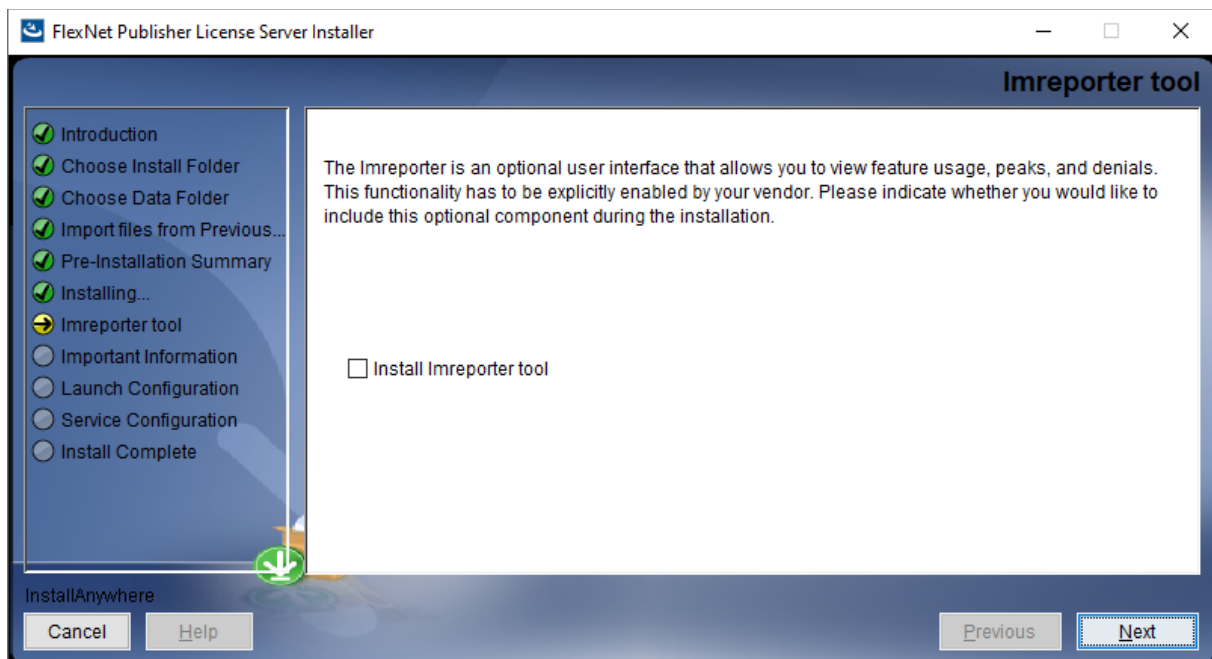 FlexNet Publisher License Server Installer
lmreporter tool
Introduction
Choose Install Folder
Choose Data Folder
Import files from Previous...
Pre-Installation Summary
Installing...
lmreporter tool
Important Information
Launch Configuration
Service Configuration
Install Complete
The lmreporter is an optional user interface that allows you to view feature usage, peaks, and denials.
This functionality has to be explicitly enabled by your vendor. Please indicate whether you would like to
include this optional component during the installation.
Install lmreporter tool
InstallAnywhere
Cancel
Help
Previous
Next